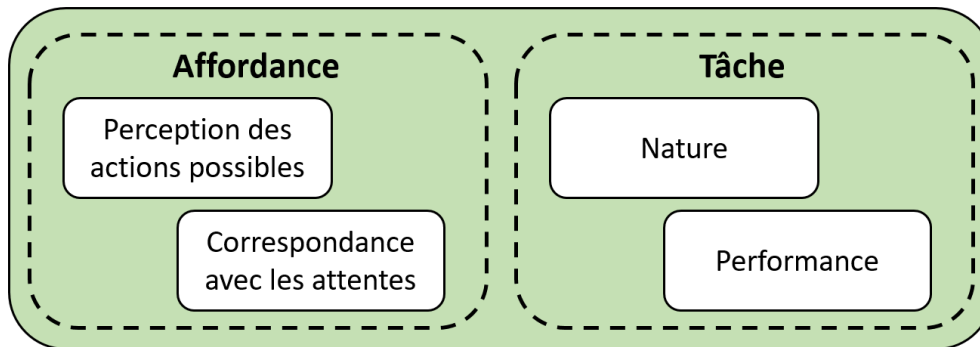 Affordance
Perception des
actions possibles
Correspondance
avec les attentes
Tâche
Nature
Performance